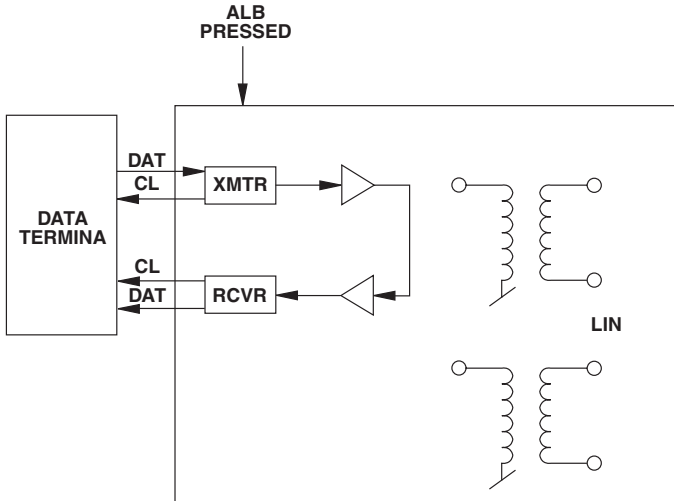 ALB
PRESSED
DAT
XMTR
CL
DATA
TERMINA
CL
RCVR
DAT
LIN